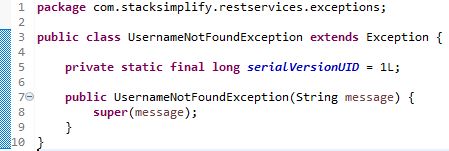 1 package com.stacksimplify.restservices.exceptions;
2
3 public class UsernameNotFoundException extends Exception {
4
5     private static final long serialVersionUID = 1L;
6
7     public UsernameNotFoundException(String message) {
8         super(message);
9     }
10 }